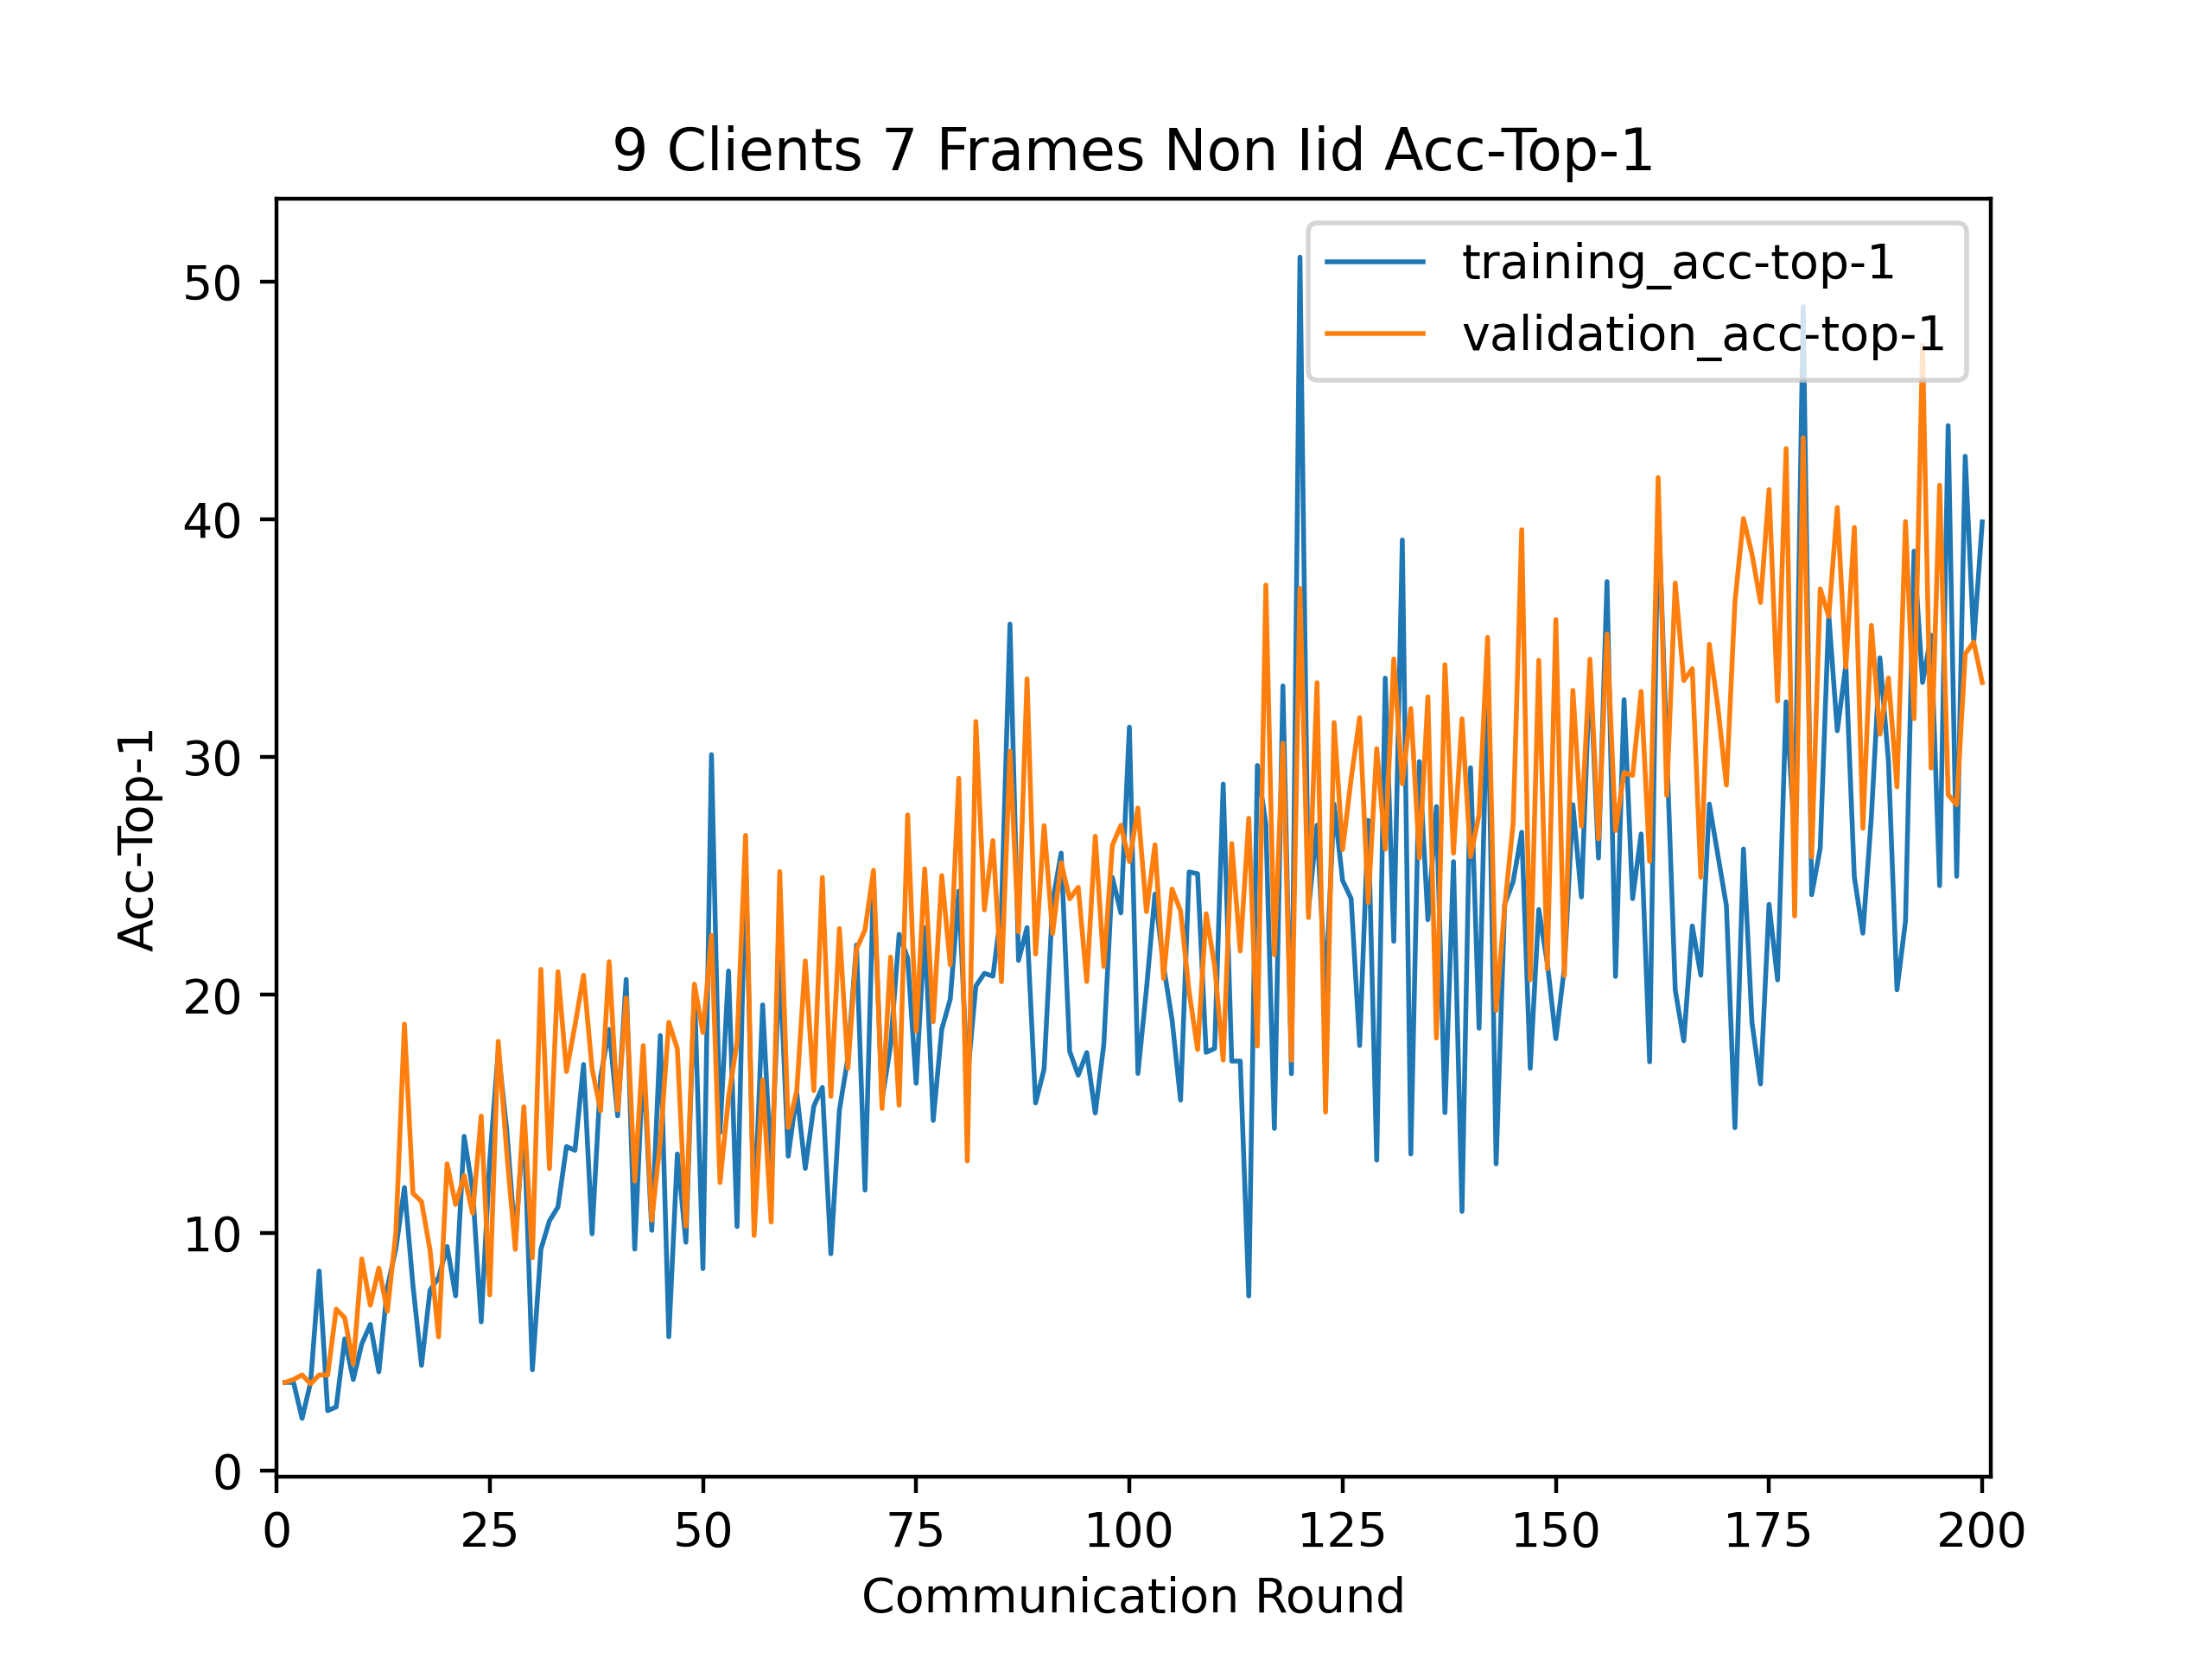 9 Clients 7 Frames Non Iid Acc-Top-1
training_acc-top-1
validation_acc-top-1
50
40
30
20
10
0
Acc-Top-1
0 25 50 75 100 125 150 175 200
Communication Round